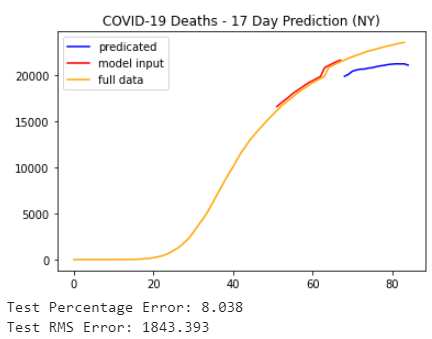 COVID-19 Deaths - 17 Day Prediction (NY)
predicated
model input
full data
20000
15000
10000
5000
0
0 20 40 60 80
Test Percentage Error: 8.038
Test RMS Error: 1843.393